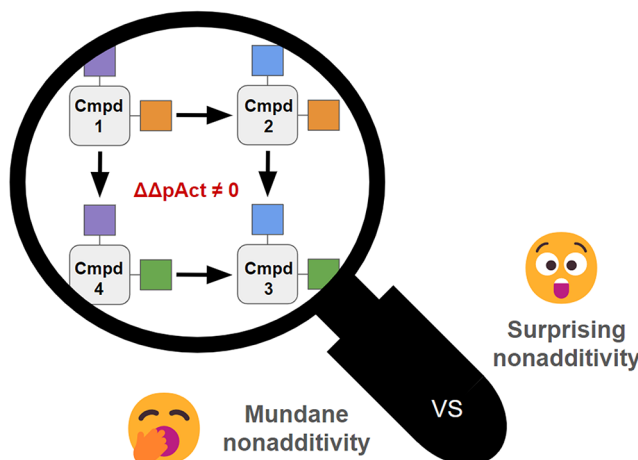 Cmpd
1
Cmpd
2
ΔΔpAct ≠ 0
Cmpd
4
Cmpd
3
Surprising
nonadditivity
VS
Mundane
nonadditivity